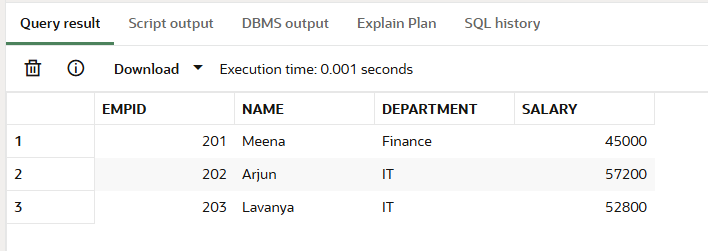 Query result Script output DBMS output Explain Plan SQL history
Download Execution time: 0.001 seconds
EMPID NAME DEPARTMENT SALARY
1 201 Meena Finance 45000
2 202 Arjun IT 57200
3 203 Lavanya IT 52800